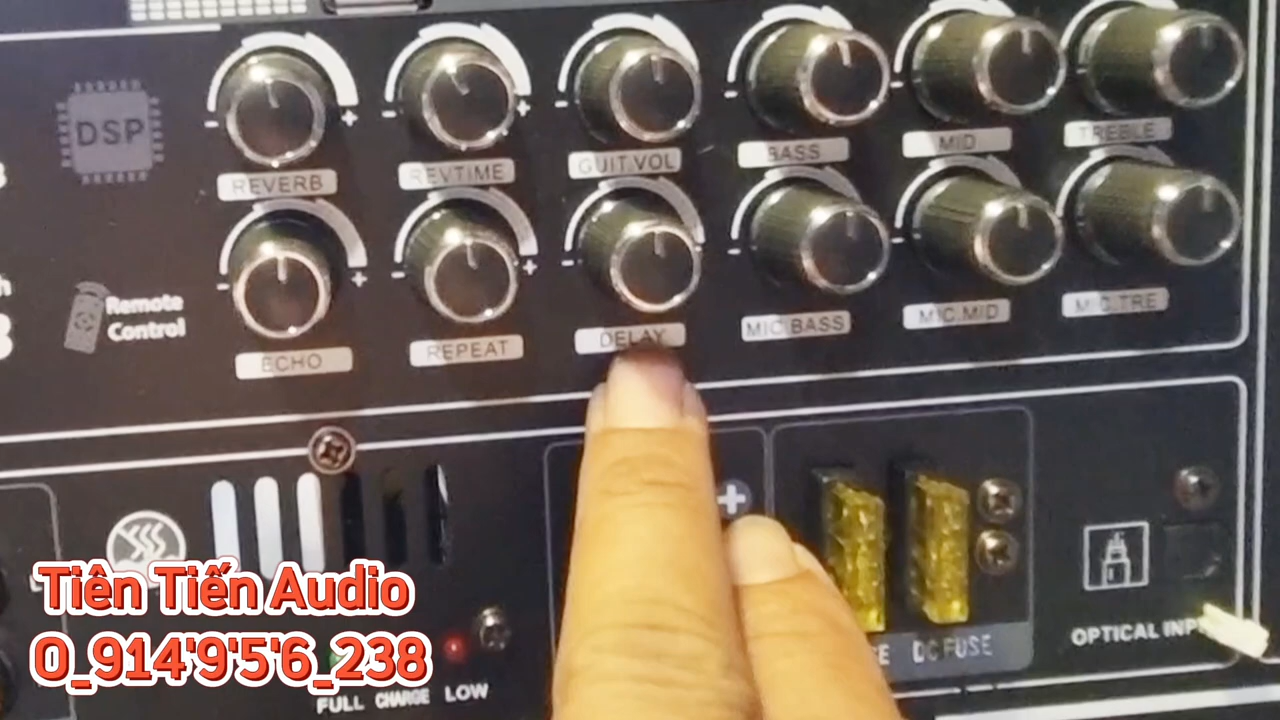 DSP
REVERB
REVTIME
GUIT.VOL
BASS
MID
TREBLE
Remote
Control
ECHO
REPEAT
DELAY
MIC.BASS
MIC.MID
MIC.TRE
DC FUSE
OPTICAL
FULL CHARGE LOW
Tiên Tiến Audio
0_914'9'5'6_238